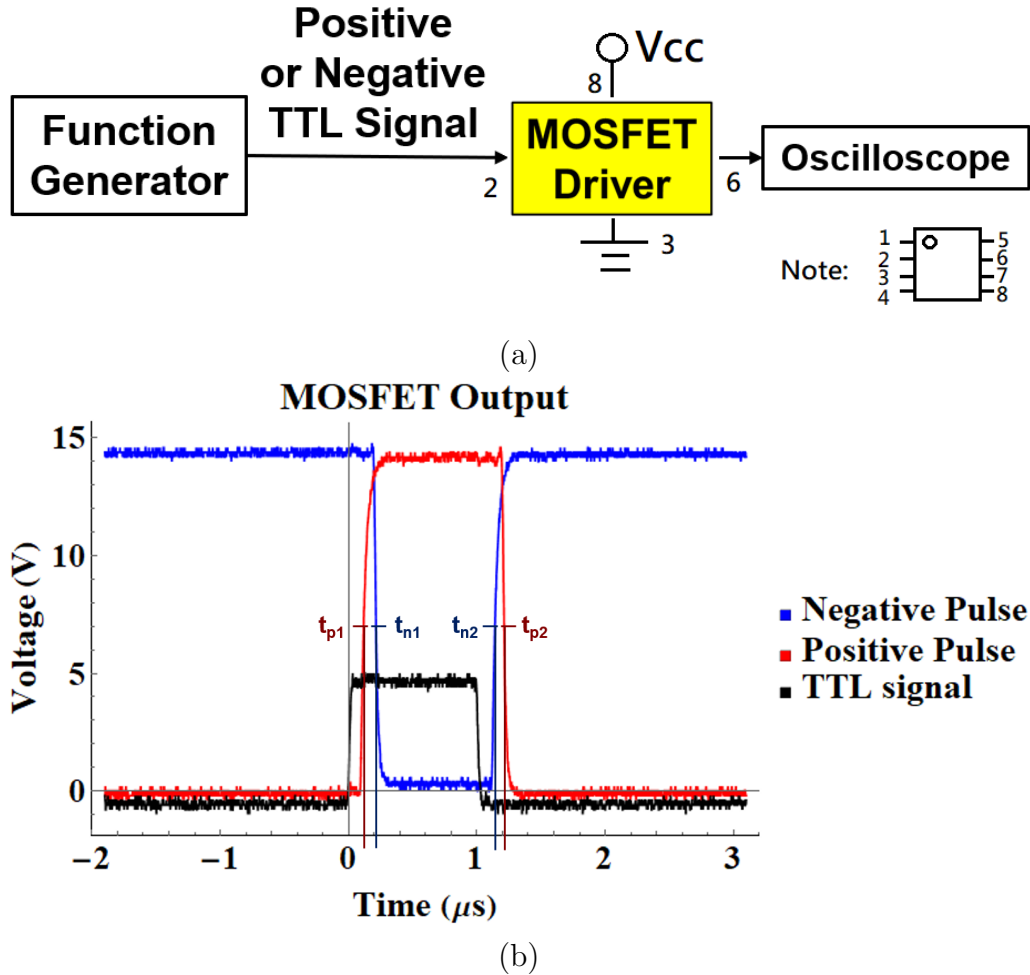 Positive
or Negative
TTL Signal
Function
Generator
Vcc
8
MOSFET
Driver
2
6
3
Oscilloscope
Note:
1
2
3
4
5
6
7
8
(a)
MOSFET Output
Voltage (V)
15
10
5
0
tp1
tn1
tn2
tp2
−2
−1
0
1
2
3
Time (μs)
Negative Pulse
Positive Pulse
TTL signal
(b)